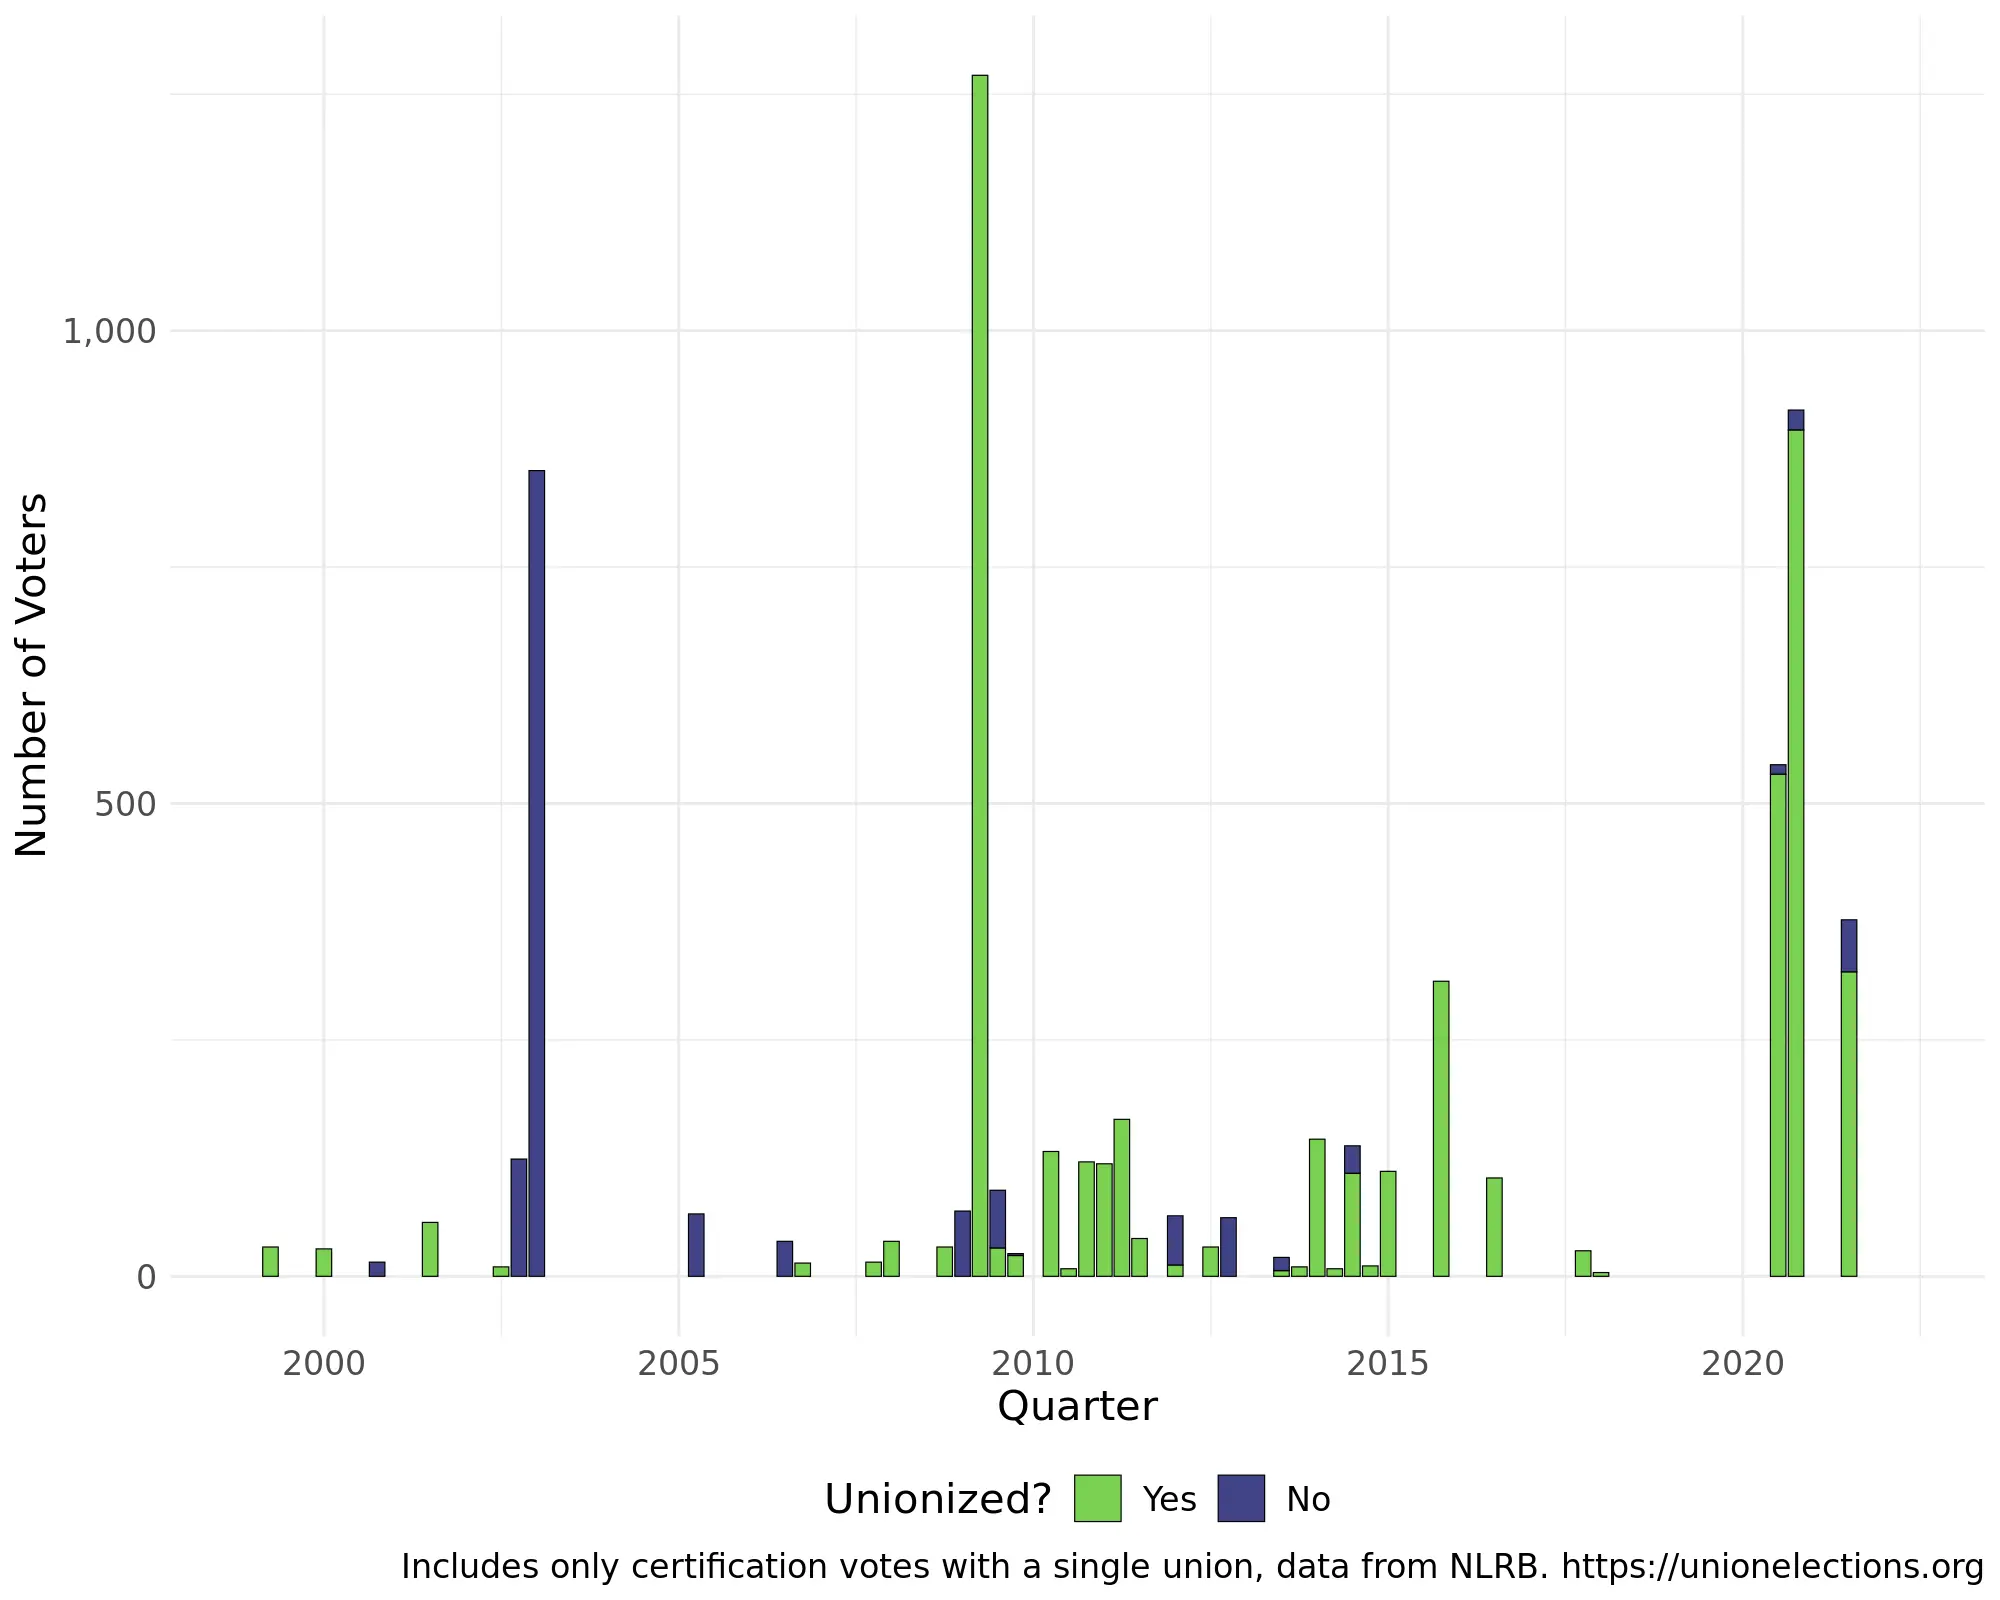 Number of Voters
1,000
500
0
2000 2005 2010 2015 2020
Quarter
Unionized? Yes No
Includes only certification votes with a single union, data from NLRB. https://unionelections.org